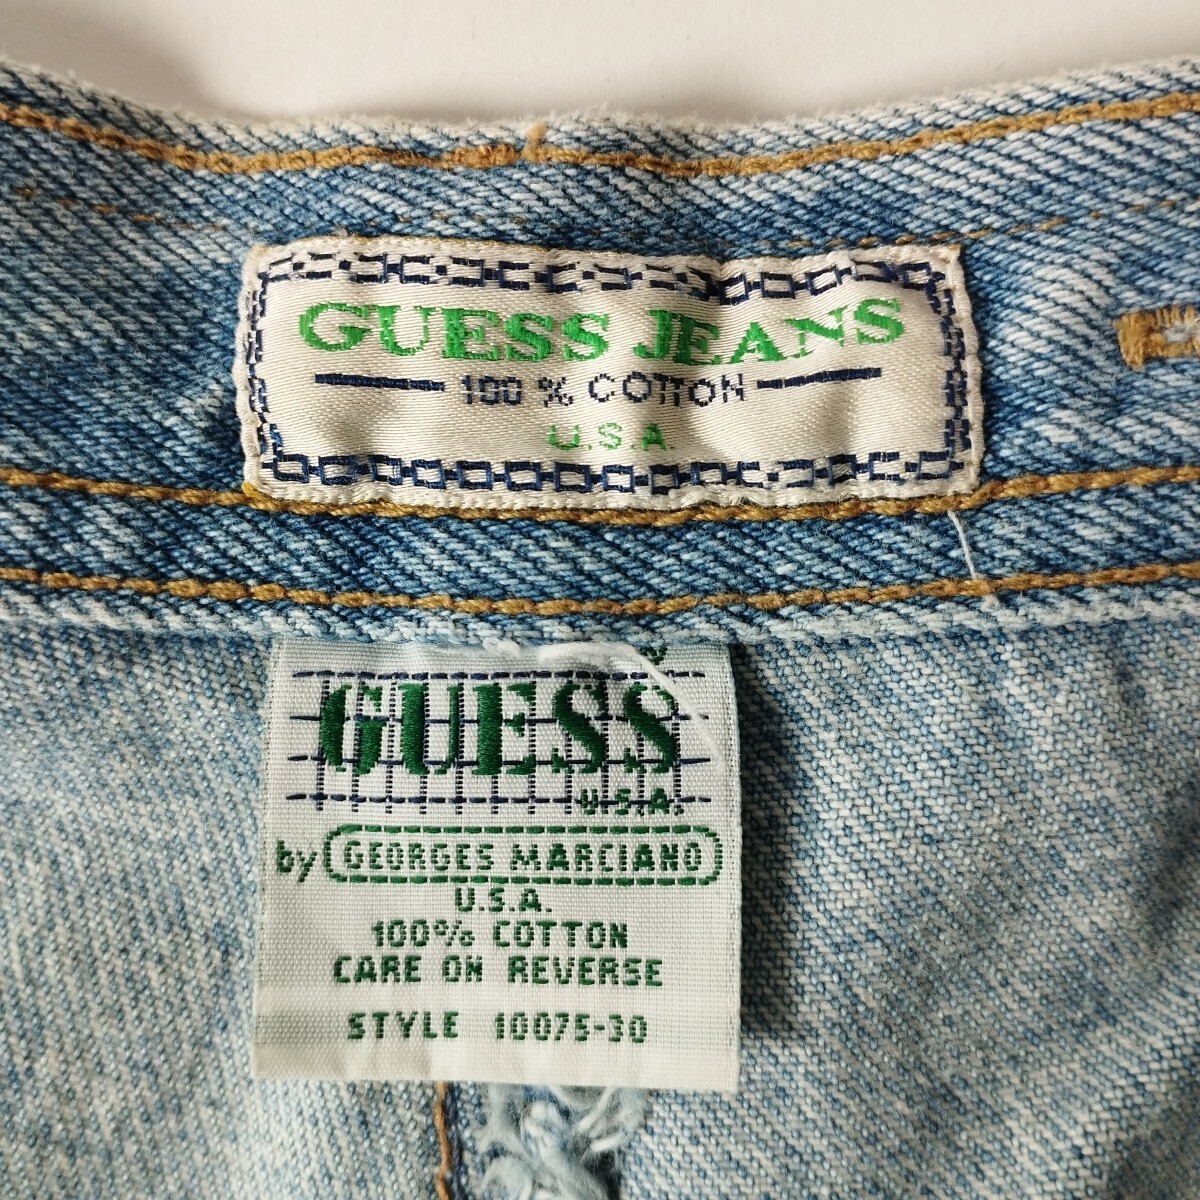 GUESS JEANS
100 % COTTON
U.S.A
GUESS
U.S.A.
by GEORGES MARCIANO
U.S.A.
100% COTTON
CARE ON REVERSE
STYLE 10075-30